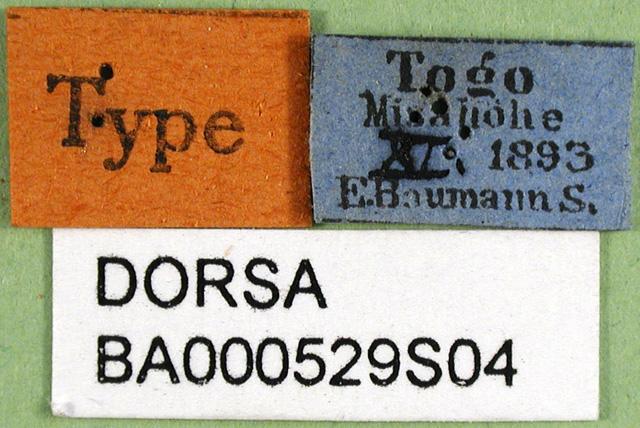 Type
Togo
Misahöhe
XI. 1893
E.Baumann S.
DORSA
BA000529S04